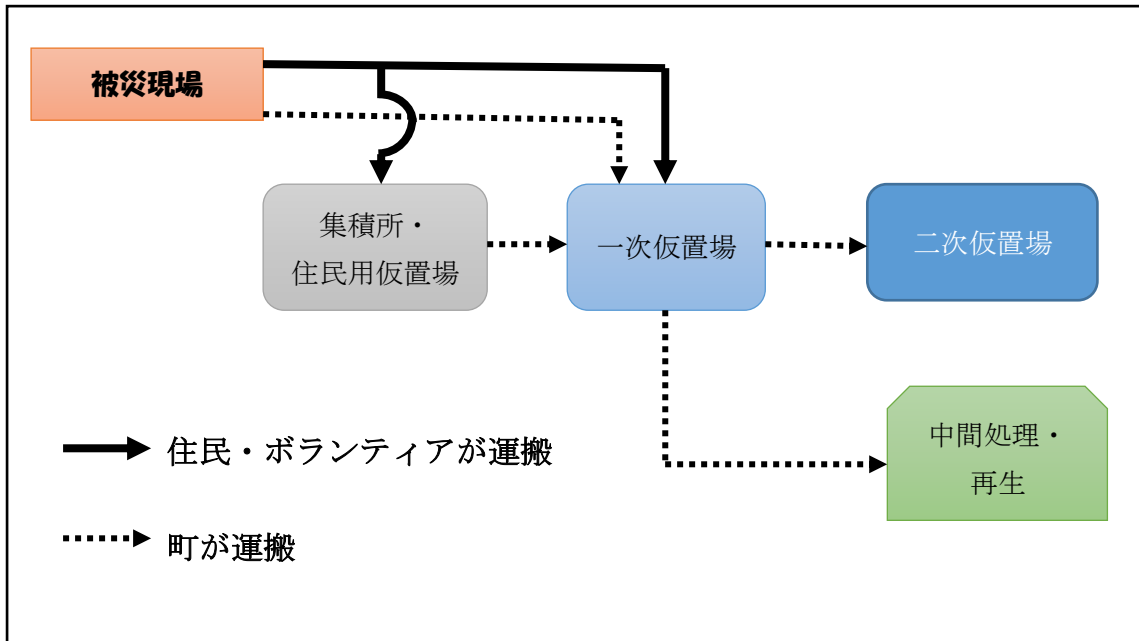 被災現場
集積所・
住民用仮置場
一次仮置場
二次仮置場
中間処理・
再生
住民・ボランティアが運搬
町が運搬